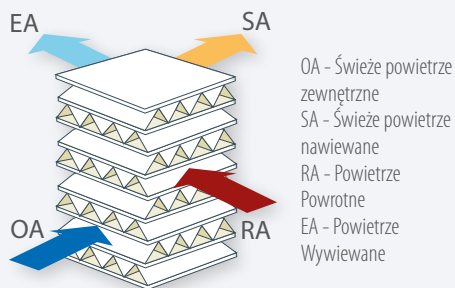 EA
SA
OA
RA
OA - Świeże powietrze
zewnętrzne
SA - Świeże powietrze
nawiewane
RA - Powietrze
Powrotne
EA - Powietrze
Wywiewane